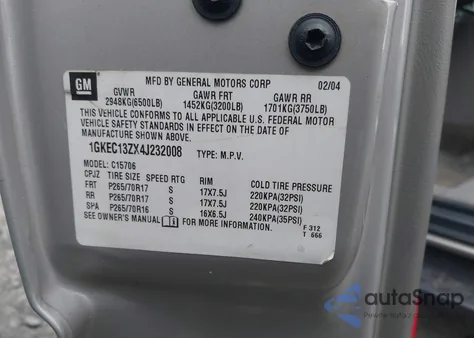 GM
MFD BY GENERAL MOTORS CORP 02/04
GVWR GAWR FRT GAWR RR
2948KG(6500LB) 1452KG(3200LB) 1701KG(3750LB)
THIS VEHICLE CONFORMS TO ALL APPLICABLE U.S. FEDERAL MOTOR
VEHICLE SAFETY STANDARDS IN EFFECT ON THE DATE OF
MANUFACTURE SHOWN ABOVE.
1GKEC13ZX4J232008 TYPE: M.P.V.
MODEL: C15706
CPJZ TIRE SIZE SPEED RTG RIM COLD TIRE PRESSURE
FRT P265/70R17 S 17X7.5J 220KPA(32PSI)
RR P265/70R17 S 17X7.5J 220KPA(32PSI)
SPA P265/70R16 S 16X6.5J 240KPA(35PSI)
SEE OWNER'S MANUAL FOR MORE INFORMATION. F 312
T 666
autaSnap